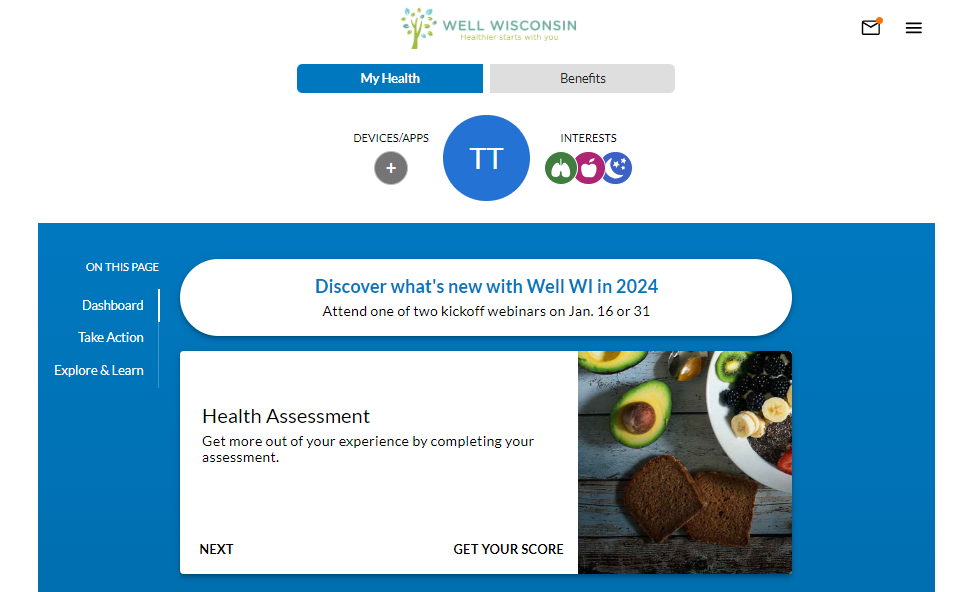 WELL WISCONSIN
Healthier starts with you
My Health
Benefits
DEVICES/APPS
+
TT
INTERESTS
ON THIS PAGE
Dashboard
Take Action
Explore & Learn
Discover what's new with Well WI in 2024
Attend one of two kickoff webinars on Jan. 16 or 31
Health Assessment
Get more out of your experience by completing your
assessment.
NEXT
GET YOUR SCORE